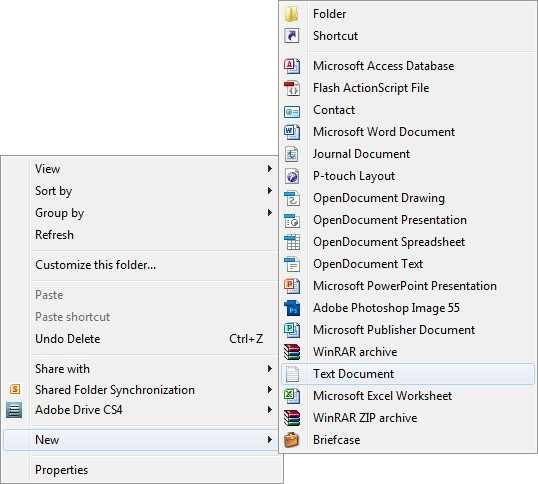 Folder
Shortcut
Microsoft Access Database
Flash ActionScript File
Contact
Microsoft Word Document
Journal Document
P-touch Layout
OpenDocument Drawing
OpenDocument Presentation
OpenDocument Spreadsheet
OpenDocument Text
Microsoft PowerPoint Presentation
Adobe Photoshop Image 55
Microsoft Publisher Document
WinRAR archive
Text Document
Microsoft Excel Worksheet
WinRAR ZIP archive
Briefcase
View
Sort by
Group by
Refresh
Customize this folder...
Paste
Paste shortcut
Undo Delete Ctrl+Z
Share with
Shared Folder Synchronization
Adobe Drive CS4
New
Properties